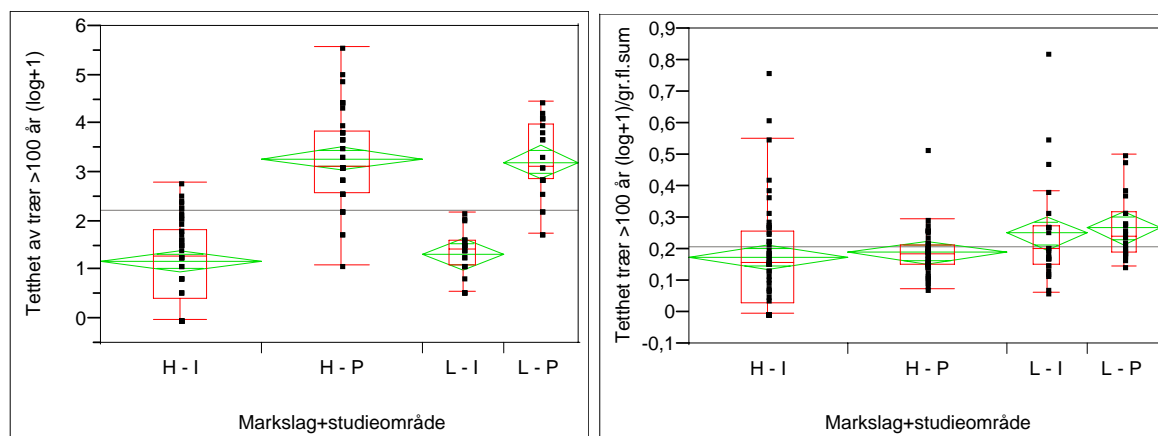 Tetthet av trær >100 år (log+1)
6
5
4
3
2
1
0
H - I
H - P
L - I
L - P
Markslag+studieområde
Tetthet trær >100 år (log+1)/gr.fl.sum
0,9
0,8
0,7
0,6
0,5
0,4
0,3
0,2
0,1
0
-0,1
H - I
H - P
L - I
L - P
Markslag+studieområde